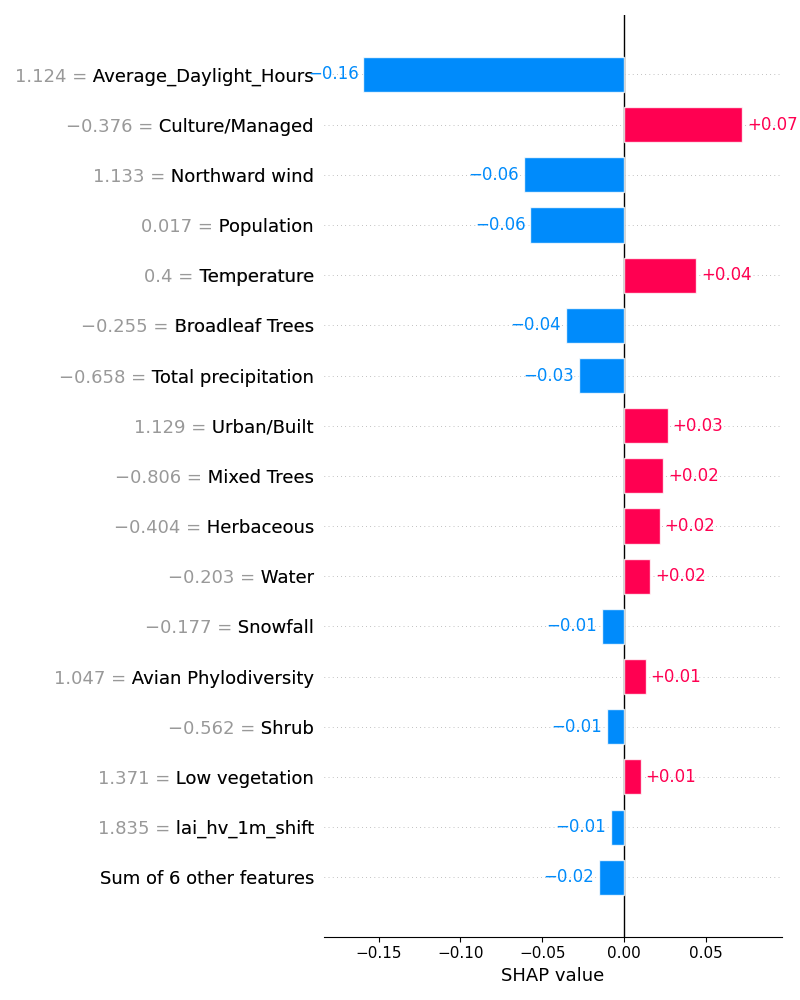 1.124 = Average_Daylight_Hours −0.16
−0.376 = Culture/Managed +0.07
1.133 = Northward wind −0.06
0.017 = Population −0.06
0.4 = Temperature +0.04
−0.255 = Broadleaf Trees −0.04
−0.658 = Total precipitation −0.03
1.129 = Urban/Built +0.03
−0.806 = Mixed Trees +0.02
−0.404 = Herbaceous +0.02
−0.203 = Water +0.02
−0.177 = Snowfall −0.01
1.047 = Avian Phylodiversity +0.01
−0.562 = Shrub −0.01
1.371 = Low vegetation +0.01
1.835 = lai_hv_1m_shift −0.01
Sum of 6 other features −0.02
−0.15 −0.10 −0.05 0.00 0.05
SHAP value